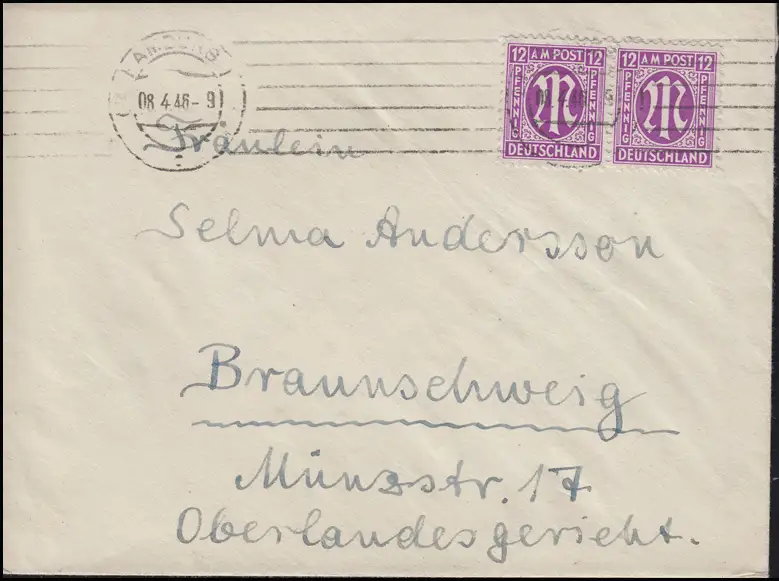 HAMBURG
08.4.46-9
12 AM POST 12
PFENNIG
PFENNIG
M
DEUTSCHLAND
12 AM POST 12
PFENNIG
PFENNIG
M
DEUTSCHLAND
Fräulein
Selma Andersson
Braunschweig
Münzstr. 17
Oberlandesgericht.